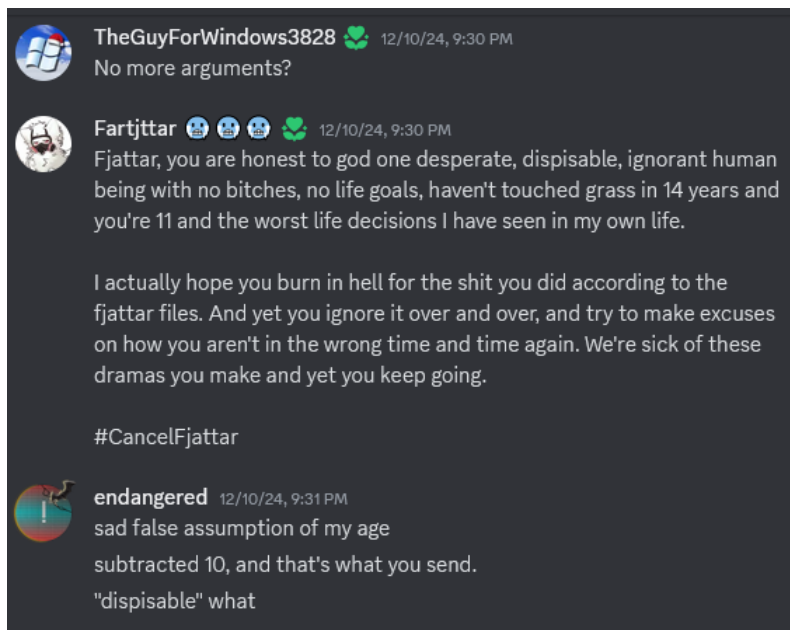 TheGuyForWindows3828 12/10/24, 9:30 PM
No more arguments?
Fartjttar 🥶 🥶 🥶 12/10/24, 9:30 PM
Fjattar, you are honest to god one desperate, dispisable, ignorant human
being with no bitches, no life goals, haven't touched grass in 14 years and
you're 11 and the worst life decisions I have seen in my own life.
I actually hope you burn in hell for the shit you did according to the
fjattar files. And yet you ignore it over and over, and try to make excuses
on how you aren't in the wrong time and time again. We're sick of these
dramas you make and yet you keep going.
#CancelFjattar
endangered 12/10/24, 9:31 PM
sad false assumption of my age
subtracted 10, and that's what you send.
"dispisable" what